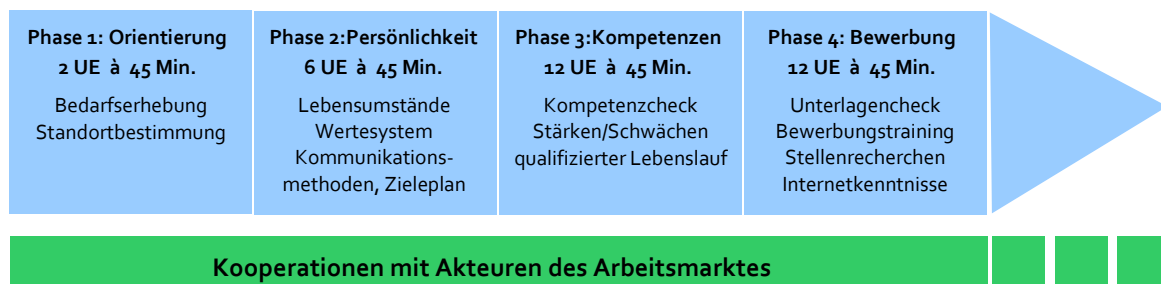 Phase 1: Orientierung
2 UE à 45 Min.
Bedarfserhebung
Standortbestimmung
Phase 2:Persönlichkeit
6 UE à 45 Min.
Lebensumstände
Wertesystem
Kommunikations-
methoden, Zieleplan
Phase 3:Kompetenzen
12 UE à 45 Min.
Kompetenzcheck
Stärken/Schwächen
qualifizierter Lebenslauf
Phase 4: Bewerbung
12 UE à 45 Min.
Unterlagencheck
Bewerbungstraining
Stellenrecherchen
Internetkenntnisse
Kooperationen mit Akteuren des Arbeitsmarktes